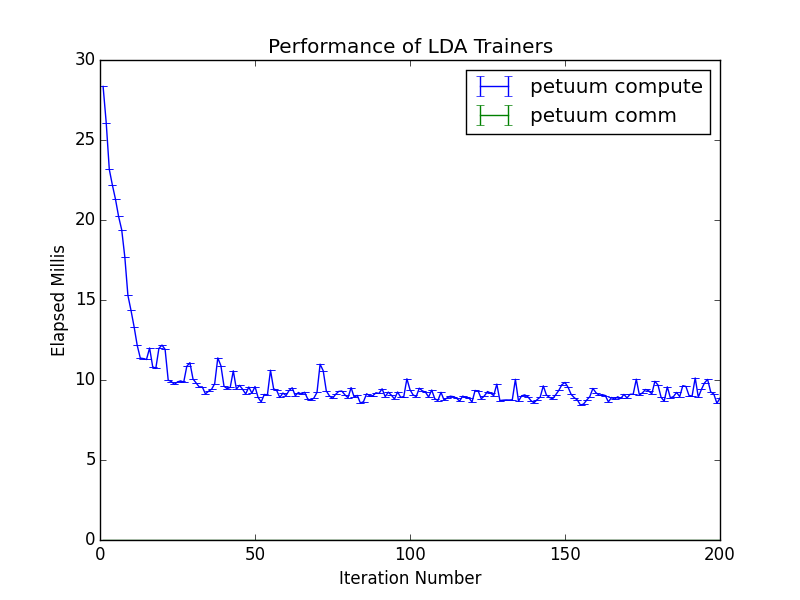 Performance of LDA Trainers
petuum compute
petuum comm
30
25
20
15
10
5
0
Elapsed Millis
0 50 100 150 200
Iteration Number